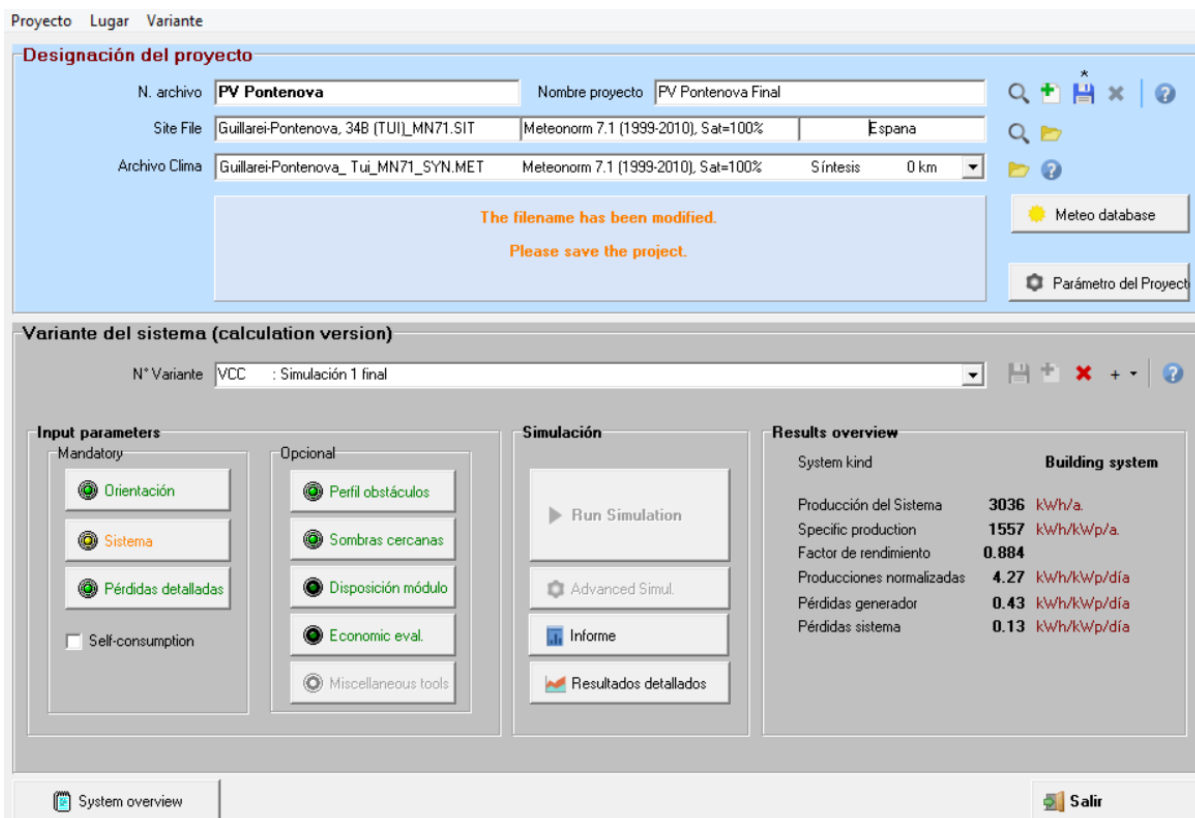 Proyecto Lugar Variante
Designación del proyecto
N. archivo PV Pontenova Nombre proyecto PV Pontenova Final
*
Site File Guillarei-Pontenova, 34B (TUI)_MN71.SIT Meteonorm 7.1 (1999-2010), Sat=100% Espana
Archivo Clima Guillarei-Pontenova_ Tui_MN71_SYN.MET Meteonorm 7.1 (1999-2010), Sat=100% Síntesis 0 km
The filename has been modified.
Please save the project.
Meteo database
Parámetro del Proyect
Variante del sistema (calculation version)
N° Variante VCC : Simulación 1 final
+
Input parameters
Mandatory
Orientación
Sistema
Pérdidas detalladas
Self-consumption
Opcional
Perfil obstáculos
Sombras cercanas
Disposición módulo
Economic eval.
Miscellaneous tools
Simulación
Run Simulation
Advanced Simul.
Informe
Resultados detallados
Results overview
System kind Building system
Producción del Sistema 3036 kWh/a.
Specific production 1557 kWh/kWp/a.
Factor de rendimiento 0.884
Producciones normalizadas 4.27 kWh/kWp/día
Pérdidas generador 0.43 kWh/kWp/día
Pérdidas sistema 0.13 kWh/kWp/día
System overview
Salir